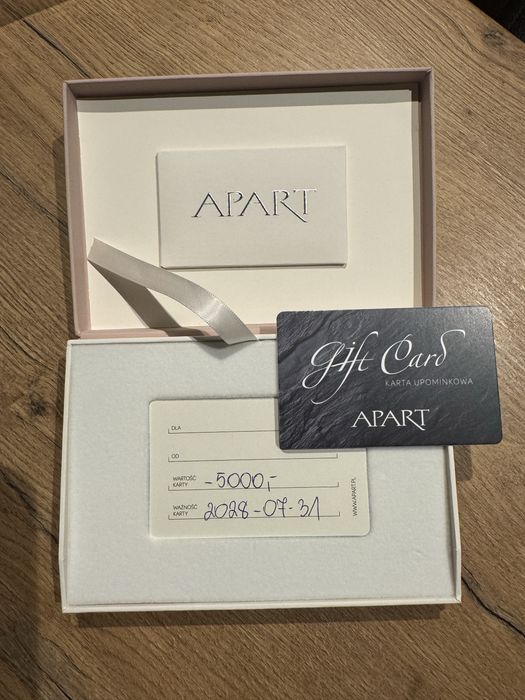 APART
Gift Card
KARTA UPOMINKOWA
APART
DLA
OD
WARTOŚĆ
KARTY
-5000,-
WAŻNOŚĆ
KARTY
2028-07-31
WWW.APART.PL